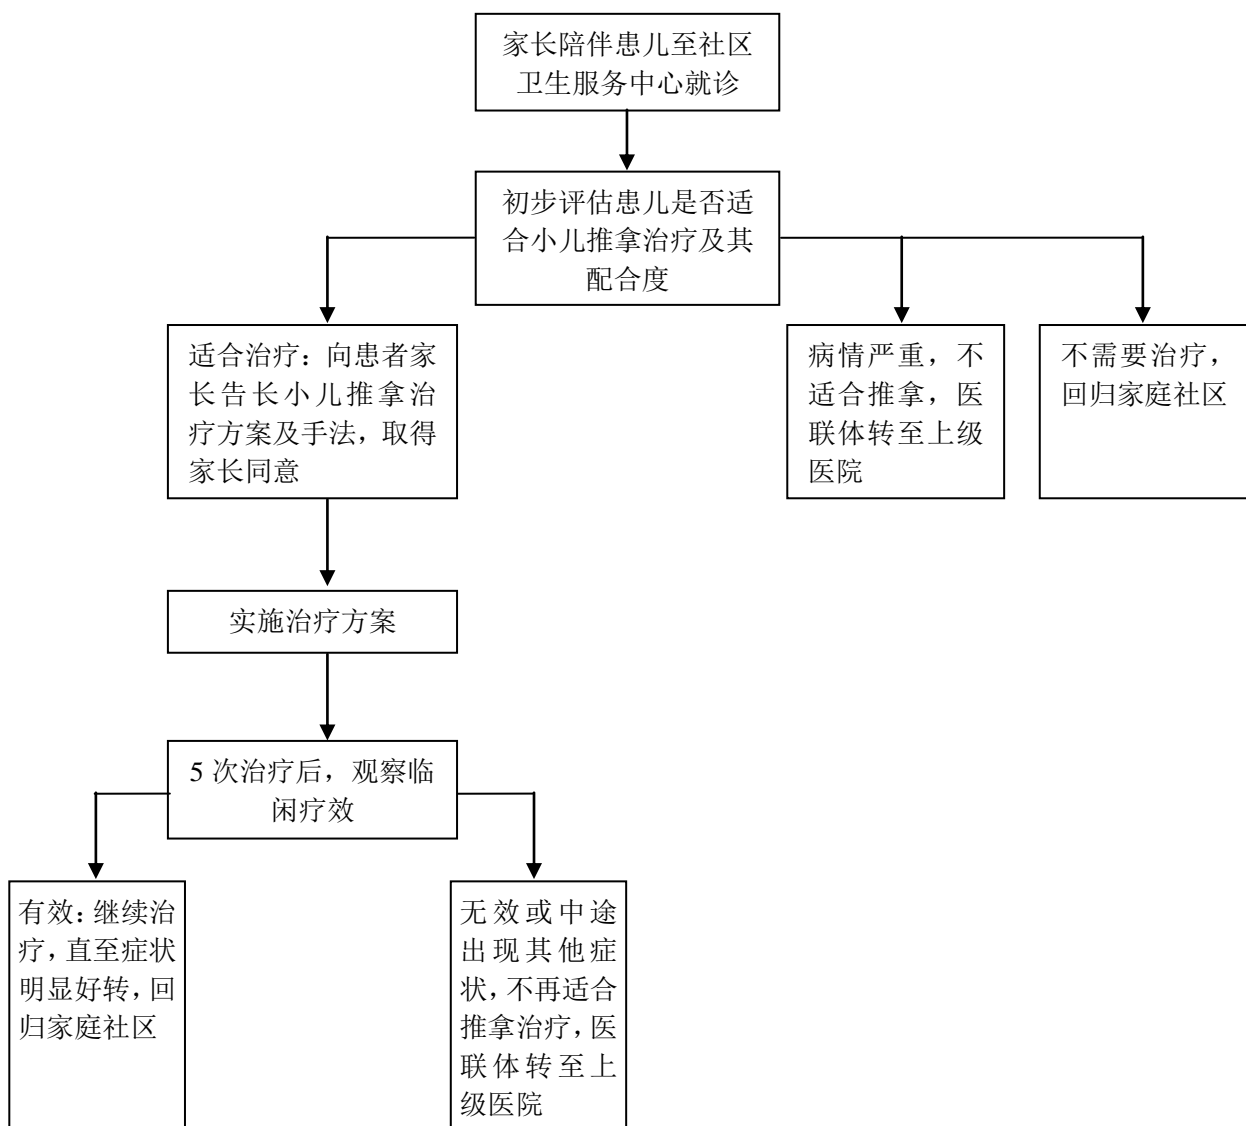 家长陪伴患儿至社区
卫生服务中心就诊
初步评估患儿是否适
合小儿推拿治疗及其
配合度
适合治疗：向患者家
长告长小儿推拿治
疗方案及手法，取得
家长同意
病情严重，不
适合推拿，医
联体转至上级
医院
不需要治疗，
回归家庭社区
实施治疗方案
5 次治疗后，观察临
闲疗效
有效：继续治
疗，直至症状
明显好转，回
归家庭社区
无效或中途
出现其他症
状，不再适合
推拿治疗，医
联体转至上
级医院